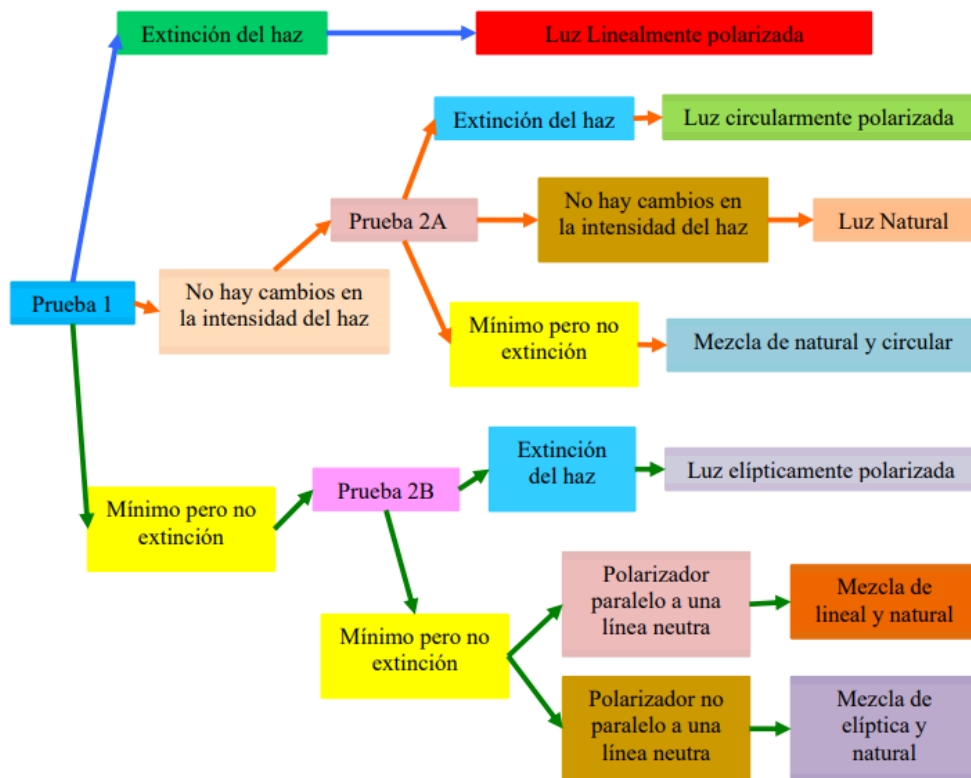 Extinción del haz
Luz Linealmente polarizada
Extinción del haz
Luz circularmente polarizada
Prueba 2A
No hay cambios en
la intensidad del haz
Luz Natural
Prueba 1
No hay cambios en
la intensidad del haz
Mínimo pero no
extinción
Mezcla de natural y circular
Mínimo pero no
extinción
Prueba 2B
Extinción
del haz
Luz elípticamente polarizada
Mínimo pero no
extinción
Polarizador
paralelo a una
línea neutra
Mezcla de
lineal y natural
Polarizador no
paralelo a una
línea neutra
Mezcla de
elíptica y
natural